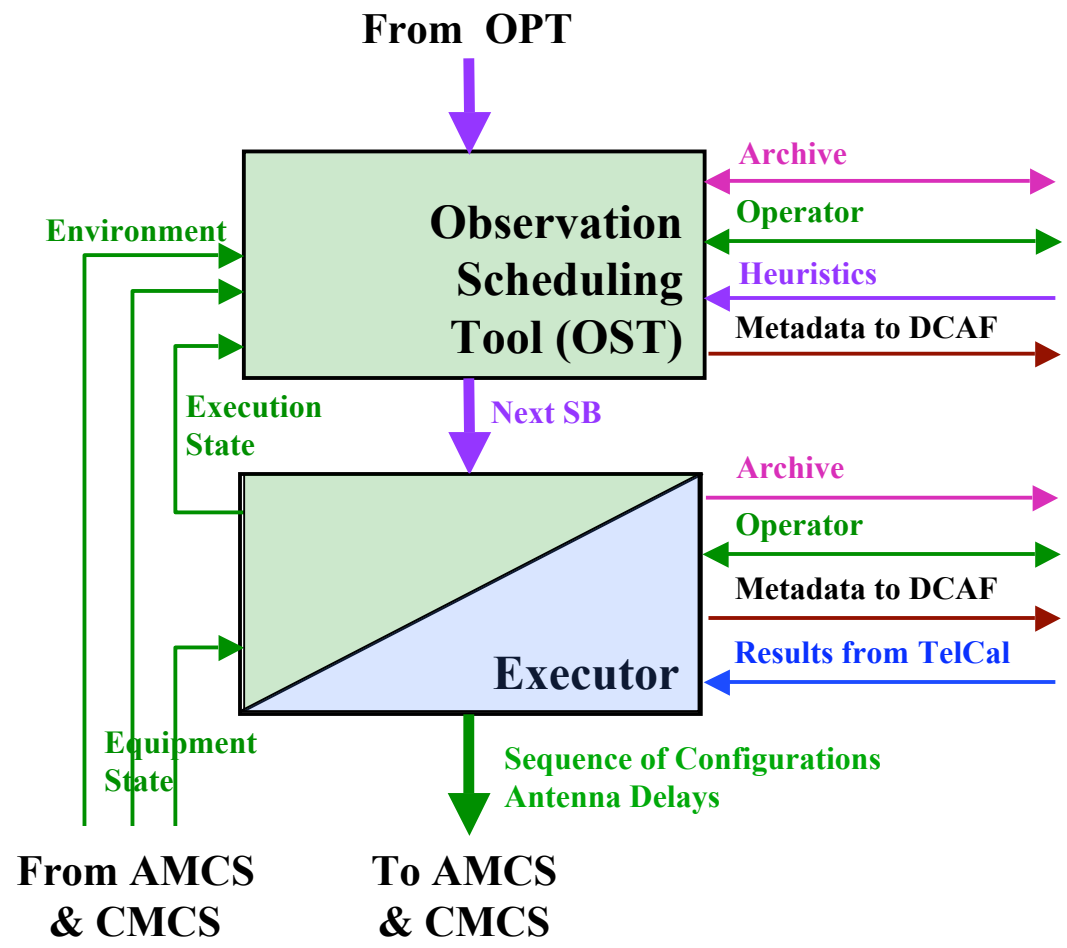 From OPT
Archive
Operator
Environment
Observation
Scheduling
Tool (OST)
Heuristics
Metadata to DCAF
Execution
State
Next SB
Archive
Operator
Metadata to DCAF
Results from TelCal
Executor
Equipment
State
Sequence of Configurations
Antenna Delays
From AMCS
& CMCS
To AMCS
& CMCS